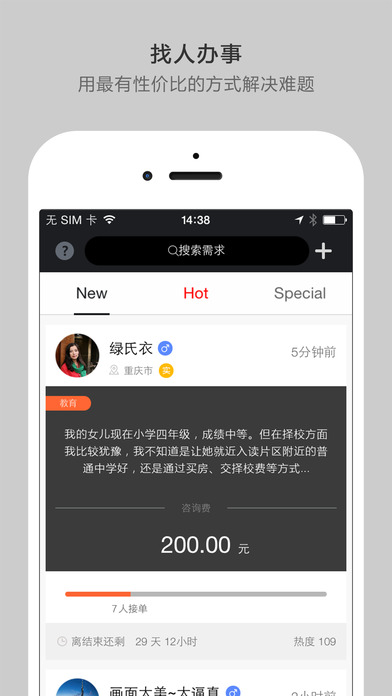 找人办事
用最有性价比的方式解决难题
无 SIM 卡 14:38
? 搜索需求 +
New Hot Special
绿氏衣 5分钟前
重庆市 实
教育
我的女儿现在小学四年级，成绩中等。但在择校方面
我比较犹豫，我不知道是让她就近入读片区附近的普
通中学好，还是通过买房、交择校费等方式...
咨询费
200.00 元
7人接单
离结束还剩 29 天 12小时 热度 109
画面太美~太逼真 2小时前